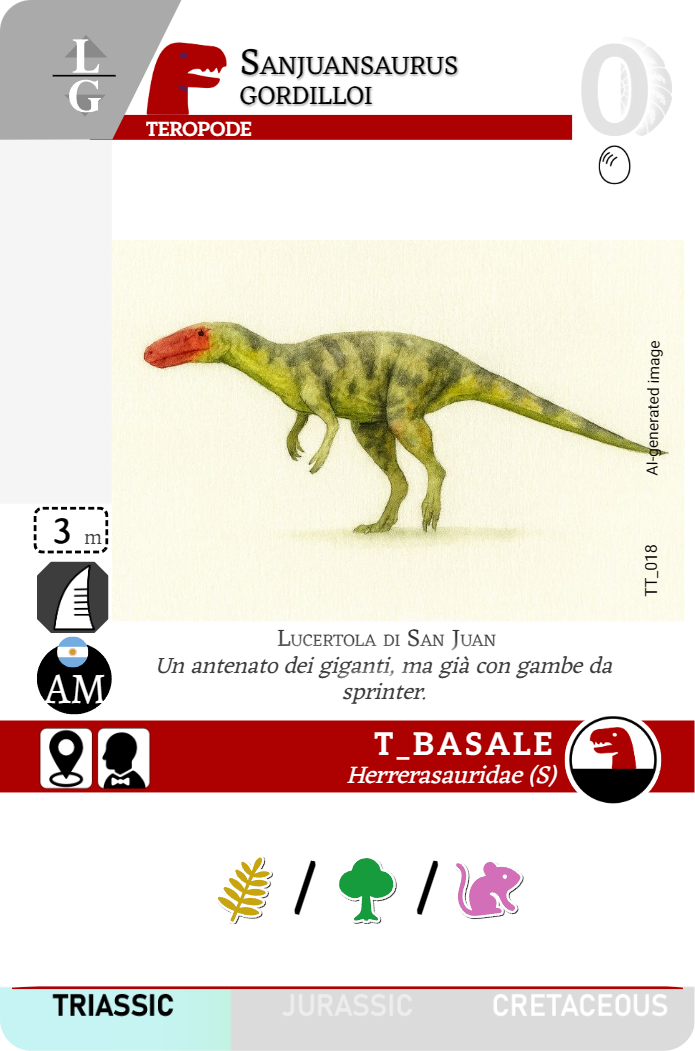 L
G
SANJUANSAURUS
GORDILLOI
0
TEROPODE
AI-generated image
3 m
TT_018
LUCERTOLA DI SAN JUAN
Un antenato dei giganti, ma già con gambe da
sprinter.
AM
T_BASALE
Herrerasauridae (S)
/ /
TRIASSIC JURASSIC CRETACEOUS